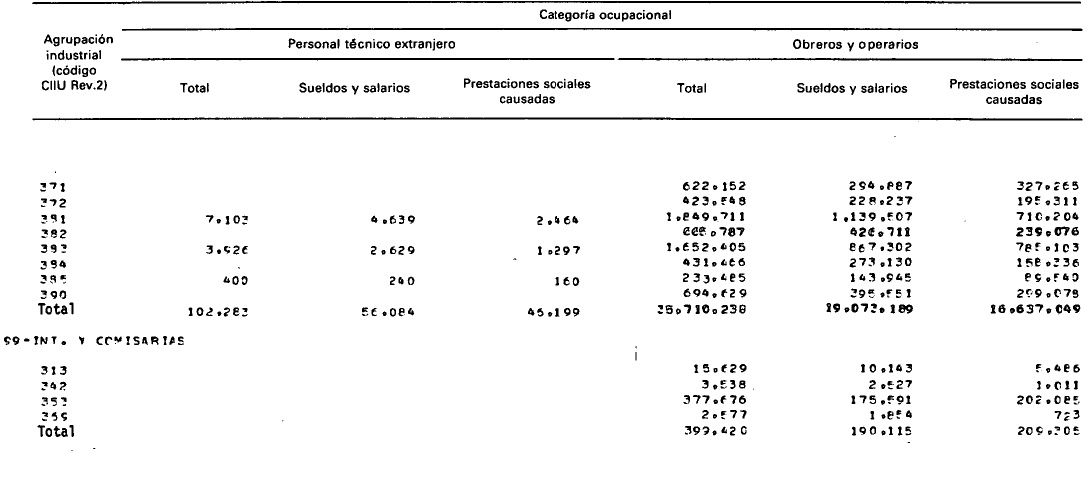 Categoría ocupacional
Agrupación industrial (código CIIU Rev.2) Personal técnico extranjero Obreros y operarios
Total Sueldos y salarios Prestaciones sociales causadas Total Sueldos y salarios Prestaciones sociales causadas
371 622.152 294.887 327.265
372 423.548 228.237 195.311
381 7.103 4.639 2.464 1.849.711 1.139.507 710.204
382 665.787 426.711 239.076
383 3.926 2.629 1.297 1.652.405 867.302 785.103
384 431.466 273.130 158.336
385 400 240 160 233.485 143.945 89.540
390 694.629 395.551 299.078
Total 102.283 56.084 46.199 35.710.238 19.073.189 16.637.049
99-INT. Y COMISARIAS
313 15.629 10.143 5.486
342 3.538 2.527 1.011
353 377.676 175.591 202.085
359 2.577 1.854 723
Total 399.420 190.115 209.305